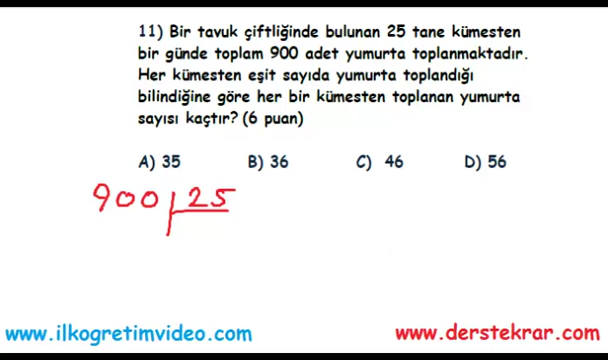 11) Bir tavuk çiftliğinde bulunan 25 tane kümesten
bir günde toplam 900 adet yumurta toplanmaktadır.
Her kümesten eşit sayıda yumurta toplandığı
bilindiğine göre her bir kümesten toplanan yumurta
sayısı kaçtır? (6 puan)
A) 35 B) 36 C) 46 D) 56
900 25
www.ilkogretimvideo.com www.derstekrar.com